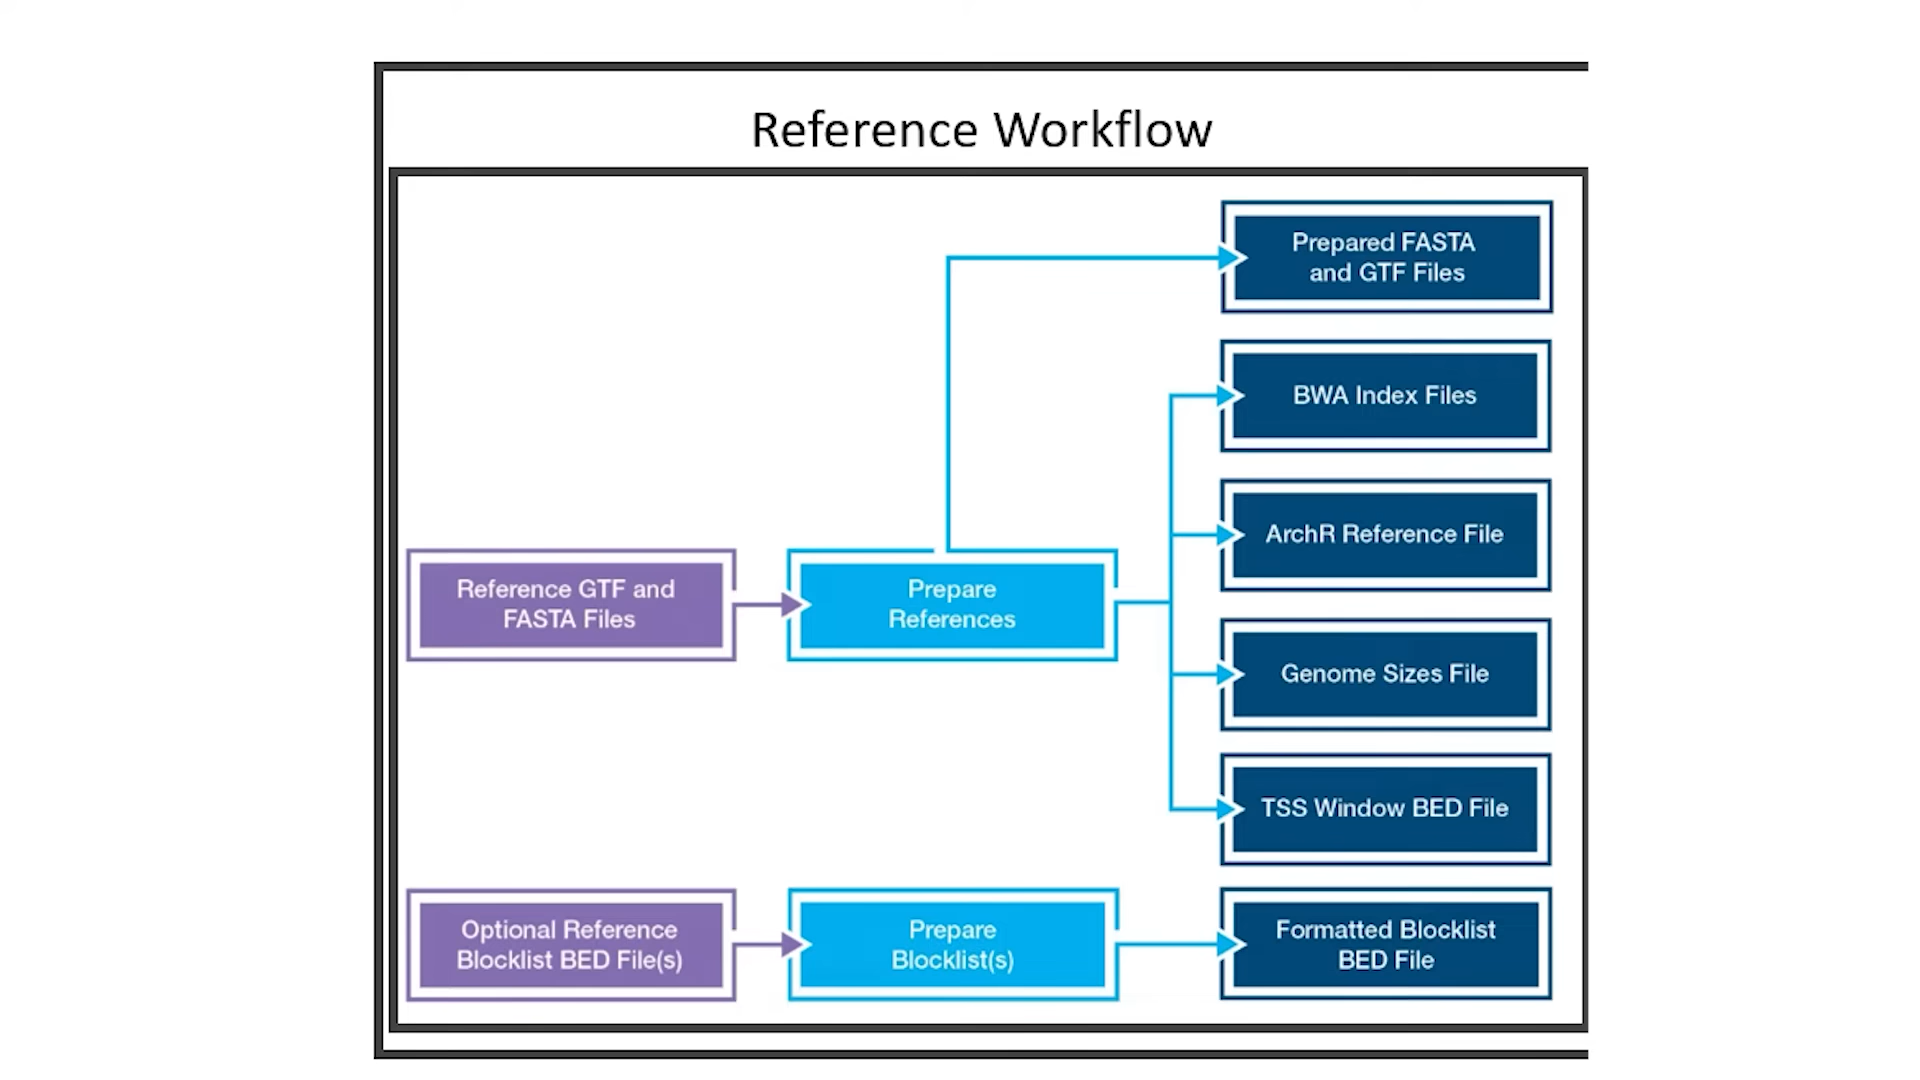 Reference Workflow
Prepared FASTA
and GTF Files
BWA Index Files
ArchR Reference File
Reference GTF and
FASTA Files
Prepare
References
Genome Sizes File
TSS Window BED File
Optional Reference
Blocklist BED File(s)
Prepare
Blocklist(s)
Formatted Blocklist
BED File